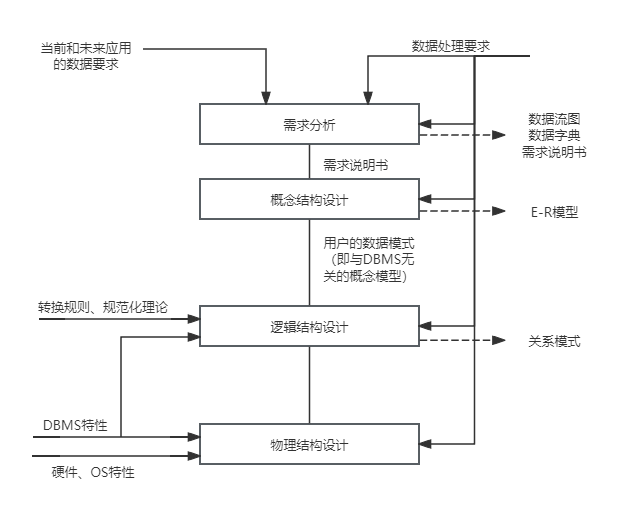 当前和未来应用
的数据要求
数据处理要求
需求分析
数据流图
数据字典
需求说明书
需求说明书
概念结构设计
E-R模型
用户的数据模式
（即与DBMS无
关的概念模型）
转换规则、规范化理论
逻辑结构设计
关系模式
DBMS特性
物理结构设计
硬件、OS特性